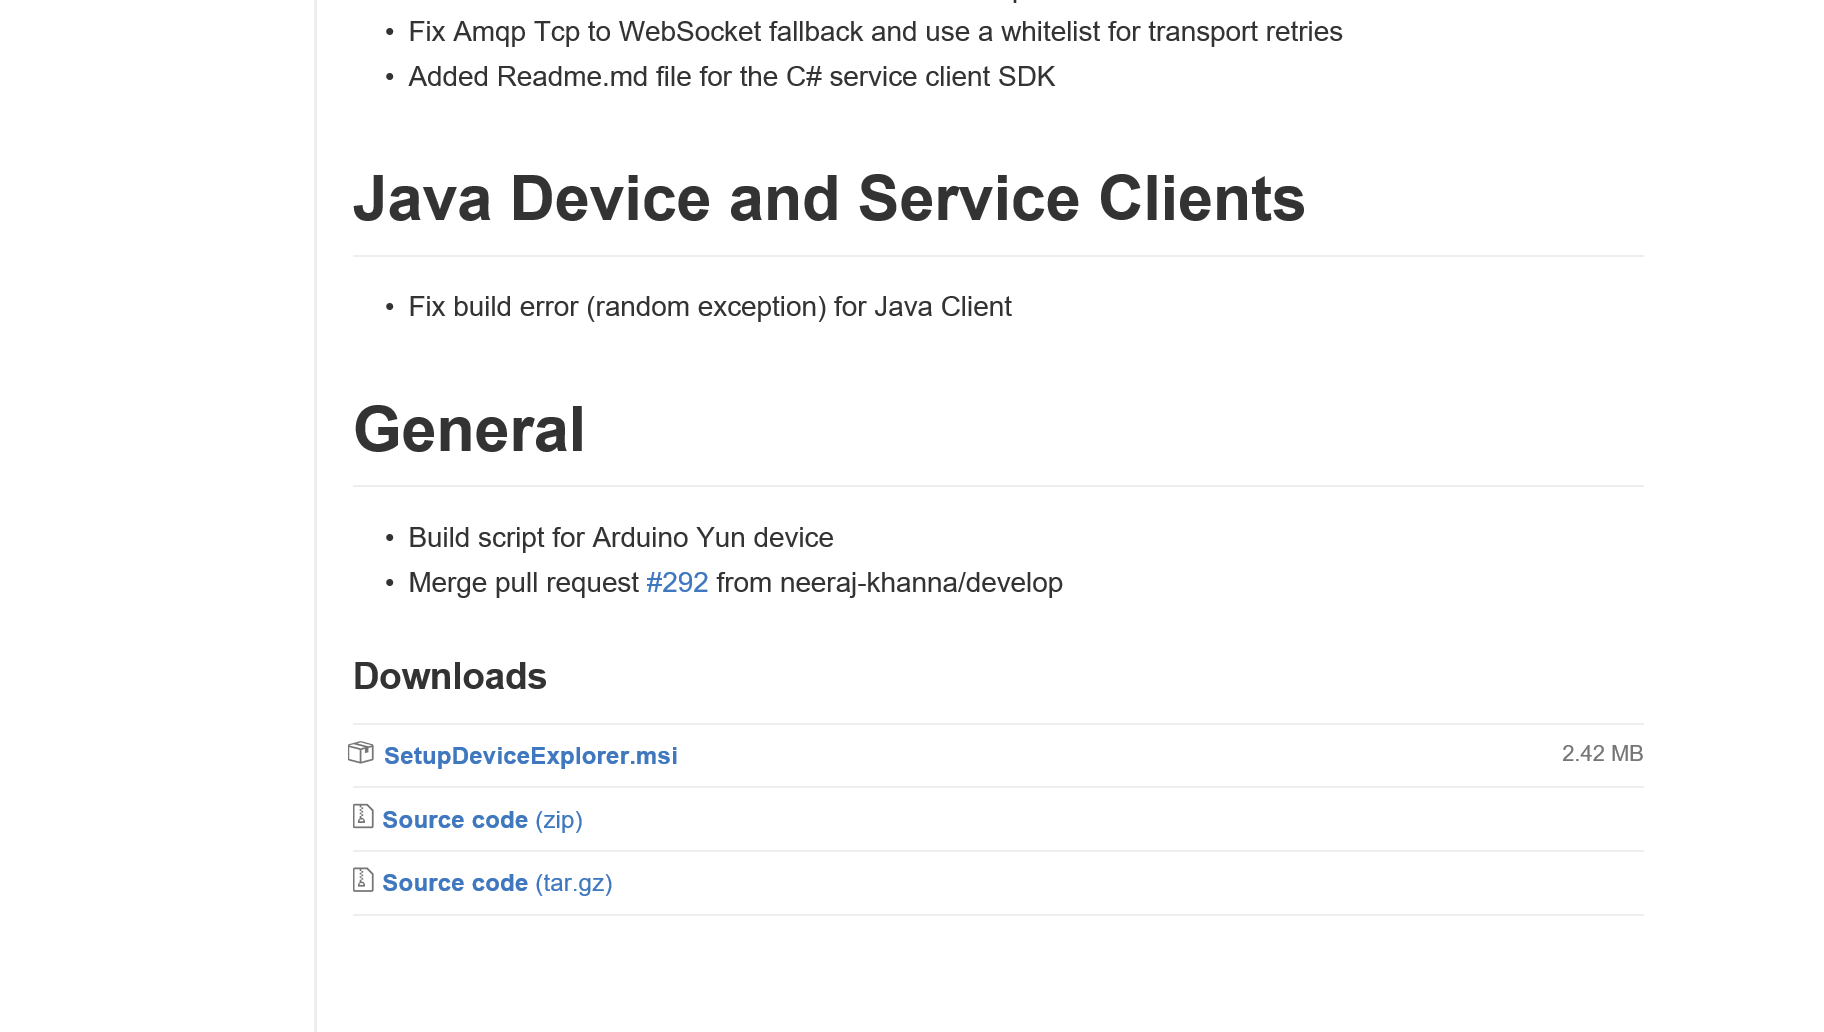 • Fix Amqp Tcp to WebSocket fallback and use a whitelist for transport retries
• Added Readme.md file for the C# service client SDK
Java Device and Service Clients
• Fix build error (random exception) for Java Client
General
• Build script for Arduino Yun device
• Merge pull request #292 from neeraj-khanna/develop
Downloads
SetupDeviceExplorer.msi 2.42 MB
Source code (zip)
Source code (tar.gz)